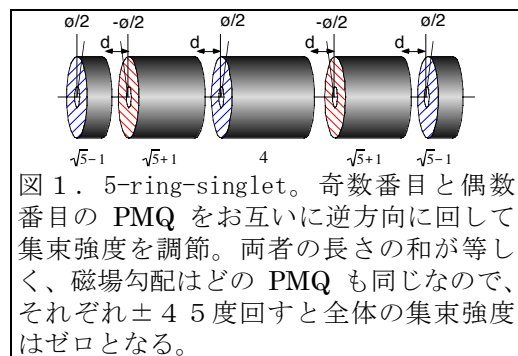 ø/2 -ø/2 ø/2 -ø/2 ø/2
d d d d
√5-1 √5+1 4 √5+1 √5-1
図１．5-ring-singlet。奇数番目と偶数
番目の PMQ をお互いに逆方向に回して
集束強度を調節。両者の長さの和が等し
く、磁場勾配はどの PMQ も同じなので、
それぞれ±４５度回すと全体の集束強度
はゼロとなる。